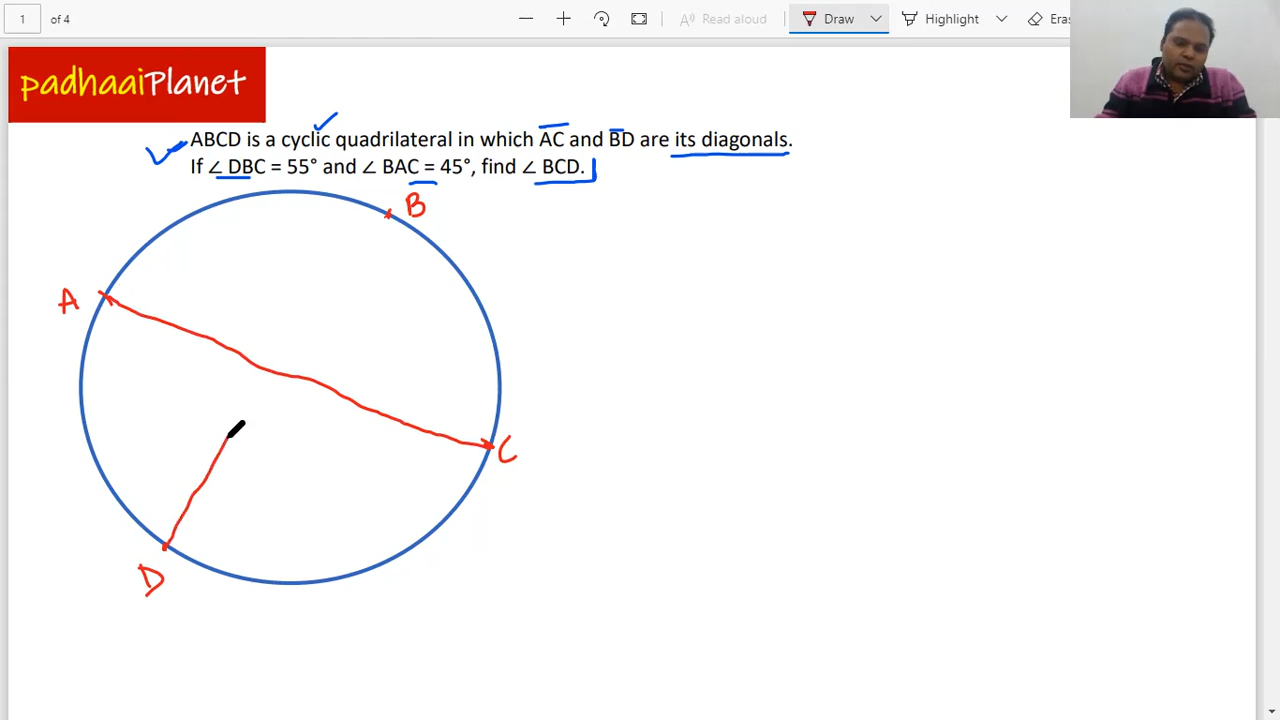 1 of 4
Read aloud
Draw
Highlight
Eras
padhaaiPlanet
ABCD is a cyclic quadrilateral in which AC and BD are its diagonals.
If ∠ DBC = 55° and ∠ BAC = 45°, find ∠ BCD.
B
A
C
D